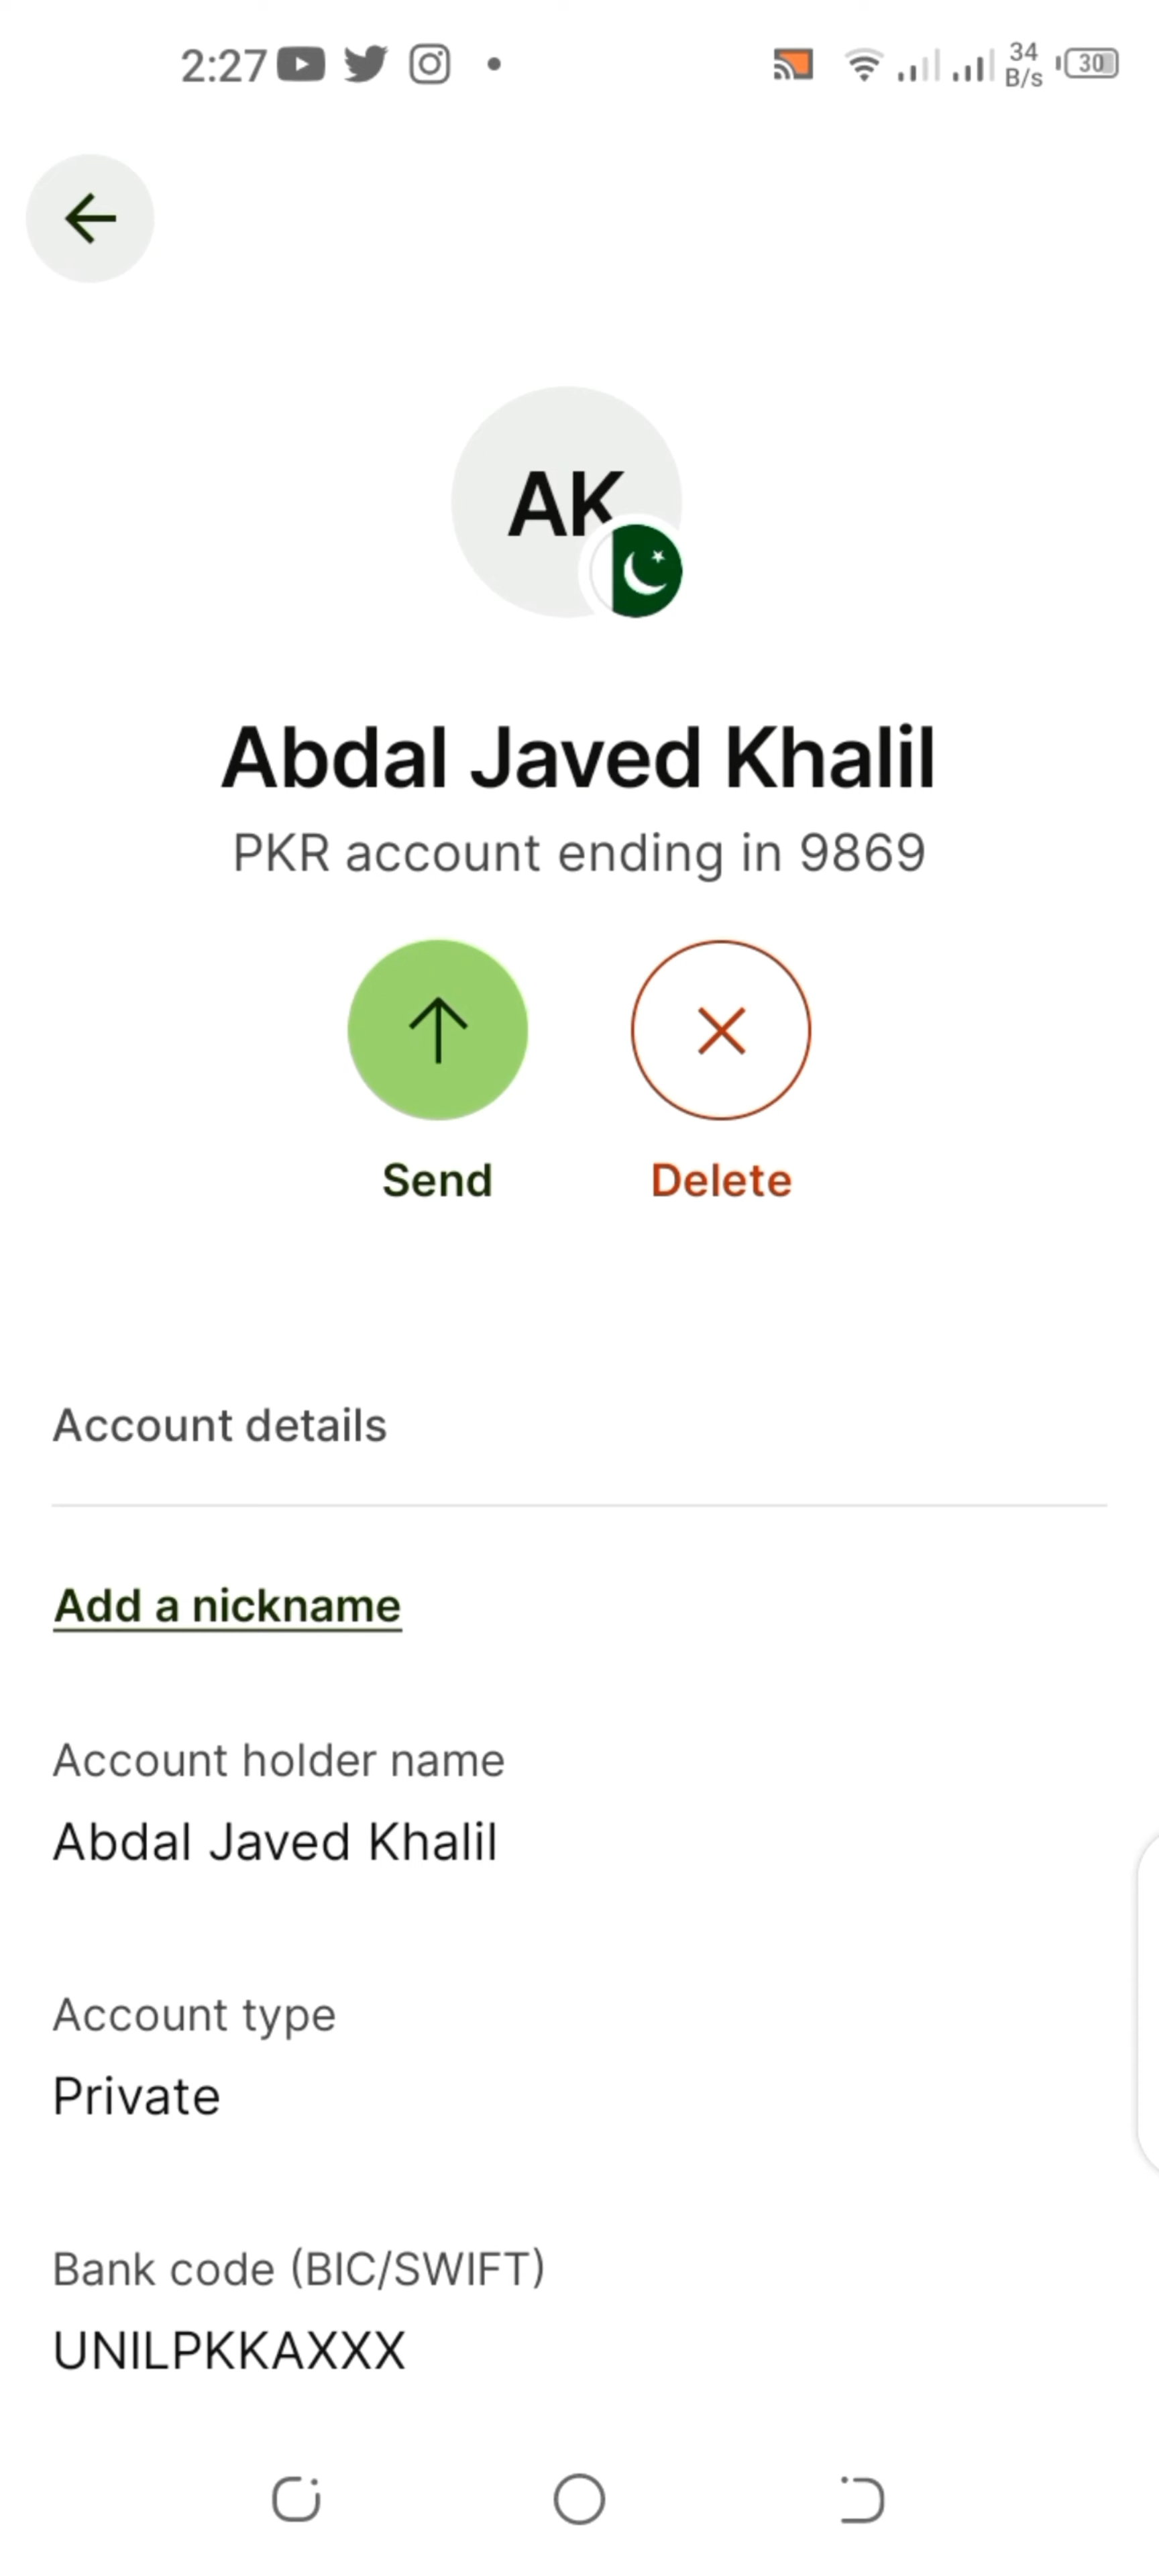 2:27
34
B/s
30
AK
Abdal Javed Khalil
PKR account ending in 9869
Send
Delete
Account details
Add a nickname
Account holder name
Abdal Javed Khalil
Account type
Private
Bank code (BIC/SWIFT)
UNILPKKAXXX